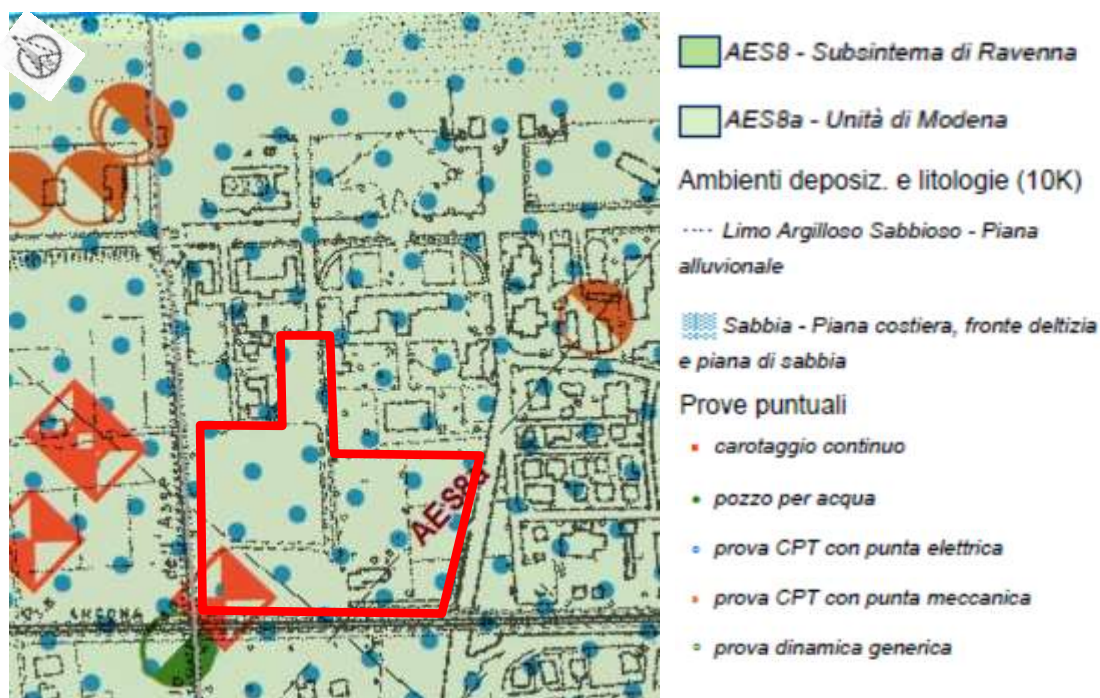 AES8 - Subsintema di Ravenna
AES8a - Unità di Modena
Ambienti deposiz. e litologie (10K)
Limo Argilloso Sabbioso - Piana
alluvionale
Sabbia - Piana costiera, fronte deltizia
e piana di sabbia
Prove puntuali
carotaggio continuo
pozzo per acqua
prova CPT con punta elettrica
prova CPT con punta meccanica
prova dinamica generica
AES8a
dell'Asse
ANCONA